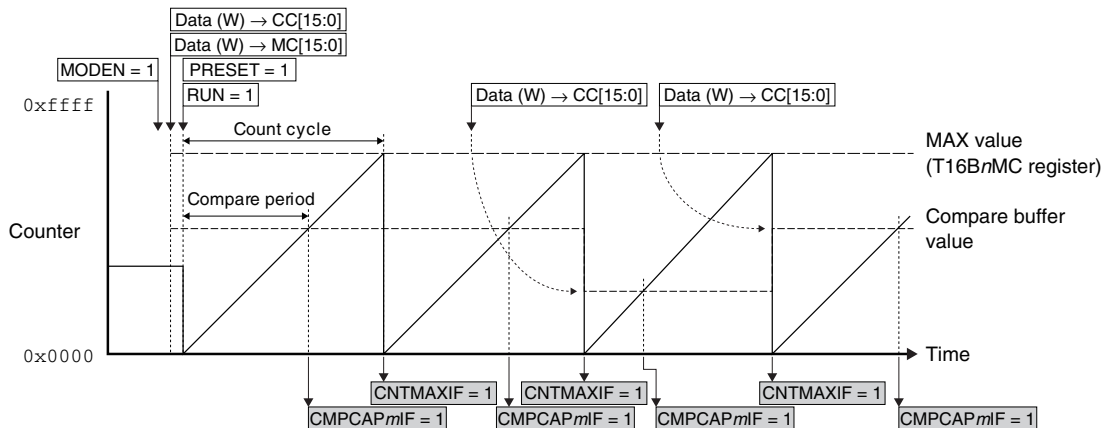 Data (W) → CC[15:0]
Data (W) → MC[15:0]
MODEN = 1
PRESET = 1
RUN = 1
Data (W) → CC[15:0]
Data (W) → CC[15:0]
0xffff
Count cycle
MAX value
(T16BnMC register)
Compare period
Counter
Compare buffer
value
0x0000
Time
CNTMAXIF = 1
CNTMAXIF = 1
CNTMAXIF = 1
CMPCAPmIF = 1
CMPCAPmIF = 1
CMPCAPmIF = 1
CMPCAPmIF = 1